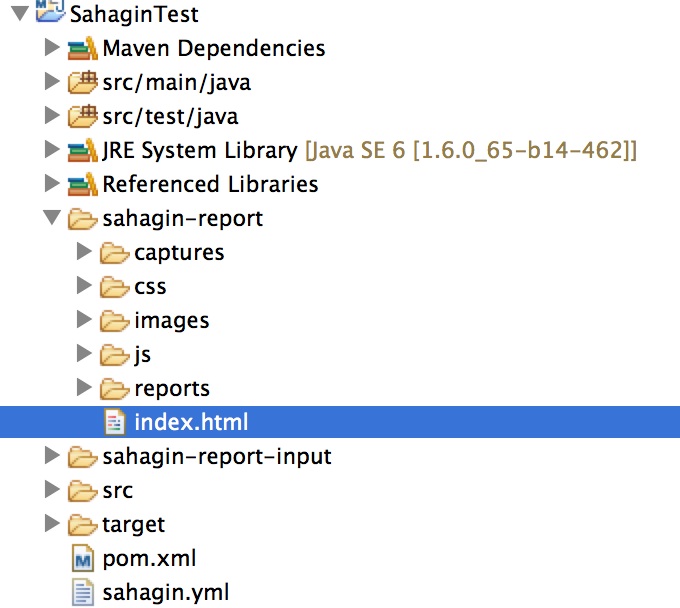 SahaginTest
Maven Dependencies
src/main/java
src/test/java
JRE System Library [Java SE 6 [1.6.0_65-b14-462]]
Referenced Libraries
sahagin-report
captures
css
images
js
reports
index.html
sahagin-report-input
src
target
pom.xml
sahagin.yml